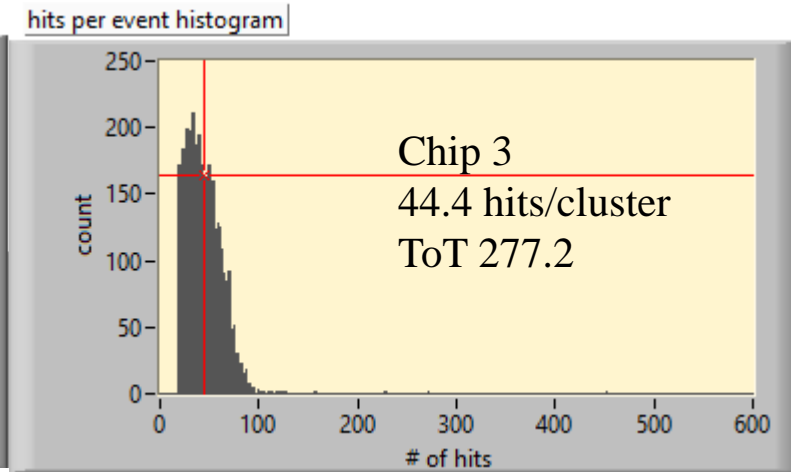 hits per event histogram
250
200
150
100
50
0
count
Chip 3
44.4 hits/cluster
ToT 277.2
0 100 200 300 400 500 600
# of hits